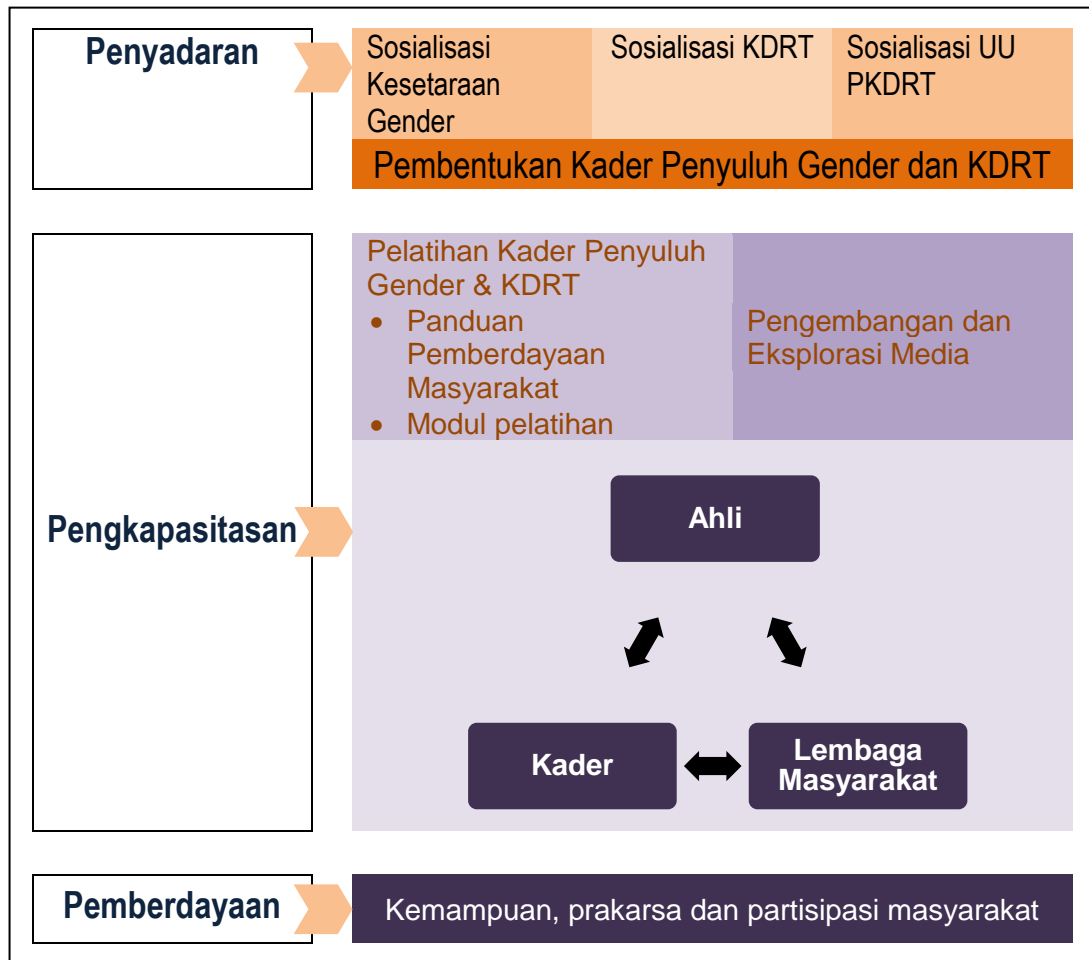 Penyadaran
Sosialisasi
Kesetaraan
Gender
Sosialisasi KDRT
Sosialisasi UU
PKDRT
Pembentukan Kader Penyuluh Gender dan KDRT
Pengkapasitasan
Pelatihan Kader Penyuluh
Gender & KDRT
• Panduan
Pemberdayaan
Masyarakat
• Modul pelatihan
Pengembangan dan
Eksplorasi Media
Ahli
Kader
Lembaga
Masyarakat
Pemberdayaan
Kemampuan, prakarsa dan partisipasi masyarakat